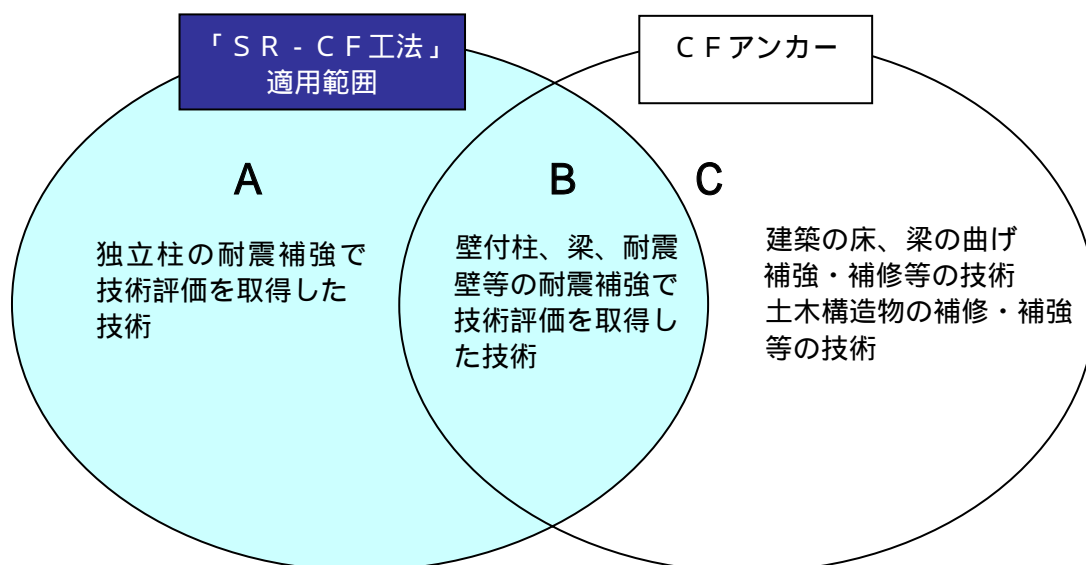 「ＳＲ‐ＣＦ工法」
適用範囲
ＣＦアンカー
A
独立柱の耐震補強で
技術評価を取得した
技術
B
壁付柱、梁、耐震
壁等の耐震補強で
技術評価を取得し
た技術
C
建築の床、梁の曲げ
補強・補修等の技術
土木構造物の補修・補強
等の技術